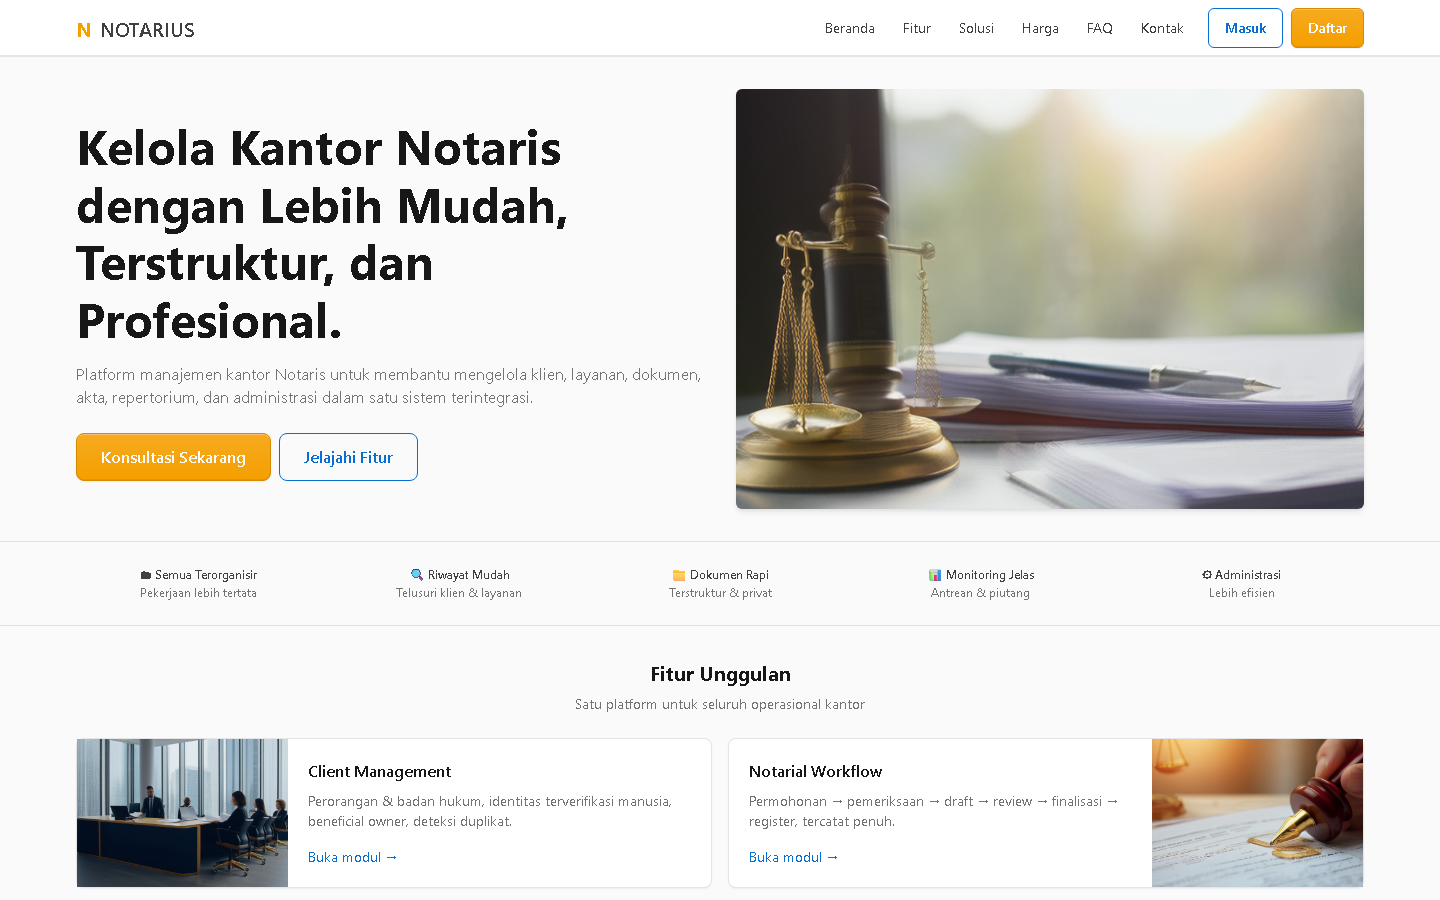 N NOTARIUS
Beranda Fitur Solusi Harga FAQ Kontak Masuk Daftar
Kelola Kantor Notaris
dengan Lebih Mudah,
Terstruktur, dan
Profesional.
Platform manajemen kantor Notaris untuk membantu mengelola klien, layanan, dokumen,
akta, repertorium, dan administrasi dalam satu sistem terintegrasi.
Konsultasi Sekarang Jelajahi Fitur
Semua Terorganisir
Pekerjaan lebih tertata
Riwayat Mudah
Telusuri klien & layanan
Dokumen Rapi
Terstruktur & privat
Monitoring Jelas
Antrean & piutang
Administrasi
Lebih efisien
Fitur Unggulan
Satu platform untuk seluruh operasional kantor
Client Management
Perorangan & badan hukum, identitas terverifikasi manusia,
beneficial owner, deteksi duplikat.
Buka modul →
Notarial Workflow
Permohonan → pemeriksaan → draft → review → finalisasi →
register, tercatat penuh.
Buka modul →